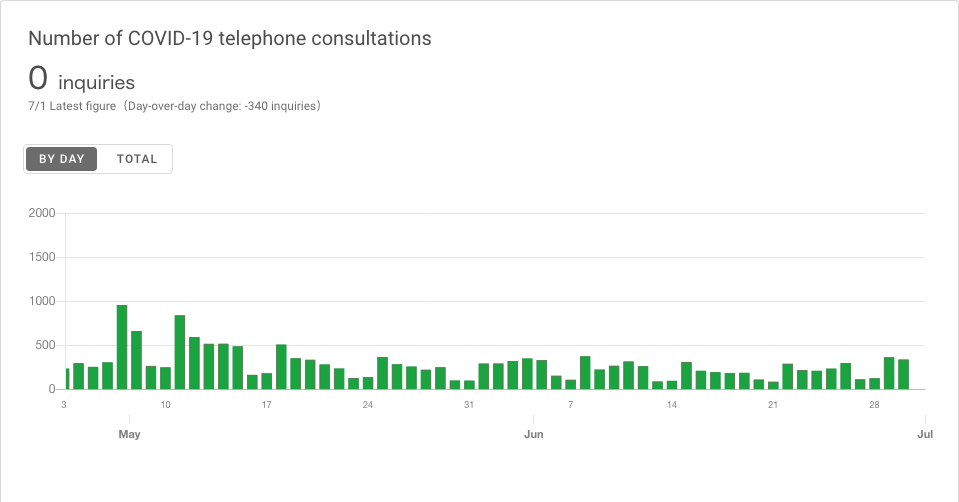 Number of COVID-19 telephone consultations
0 inquiries
7/1 Latest figure（Day-over-day change: -340 inquiries）
BY DAY TOTAL
2000
1500
1000
500
0
3 10 17 24 31 7 14 21 28
May Jun Jul